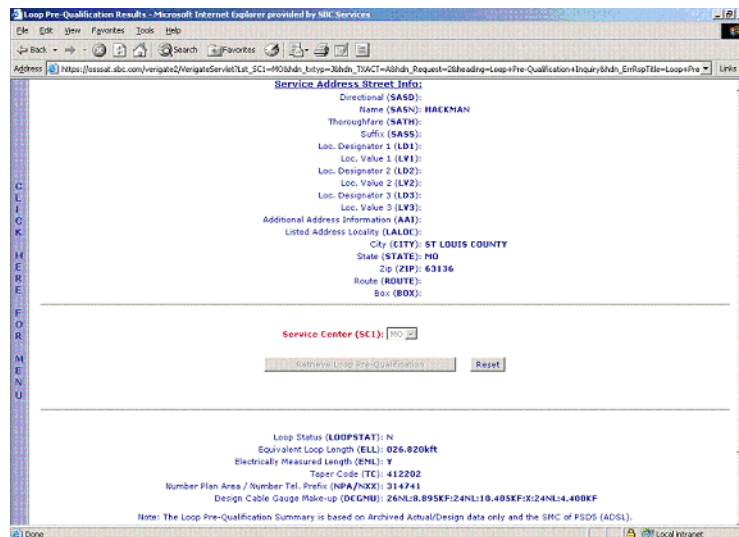 Loop Pre-Qualification Results - Microsoft Internet Explorer provided by SBC Services
File Edit View Favorites Tools Help
Back Search Favorites
Address https://osssat.sbc.com/verigate2/VerigateServlet?Lst_SC1=MO&hdn_txtyp=J&hdn_TXACT=A&hdn_Request=2&heading=Loop+Pre-Qualification+Inquiry&hdn_ErrRspTitle=Loop+Pre Links
CLICK HERE FOR MENU
Service Address Street Info:
Directional (SASD):
Name (SASN): HACKMAN
Thoroughfare (SATH):
Suffix (SASS):
Loc. Designator 1 (LD1):
Loc. Value 1 (LV1):
Loc. Designator 2 (LD2):
Loc. Value 2 (LV2):
Loc. Designator 3 (LD3):
Loc. Value 3 (LV3):
Additional Address Information (AAI):
Listed Address Locality (LALOC):
City (CITY): ST LOUIS COUNTY
State (STATE): MO
Zip (ZIP): 63136
Route (ROUTE):
Box (BOX):
Service Center (SC1): MO
Retrieve Loop Pre-Qualification Reset
Loop Status (LOOPSTAT): N
Equivalent Loop Length (ELL): 026.820kft
Electrically Measured Length (EML): Y
Taper Code (TC): 412202
Number Plan Area / Number Tel. Prefix (NPA/NXX): 314741
Design Cable Gauge Make-up (DCGMU): 26NL:8.895KF:24NL:10.405KF:X:24NL:4.400KF
Note: The Loop Pre-Qualification Summary is based on Archived Actual/Design data only and the SMC of PSD5 (ADSL).
Done Local intranet